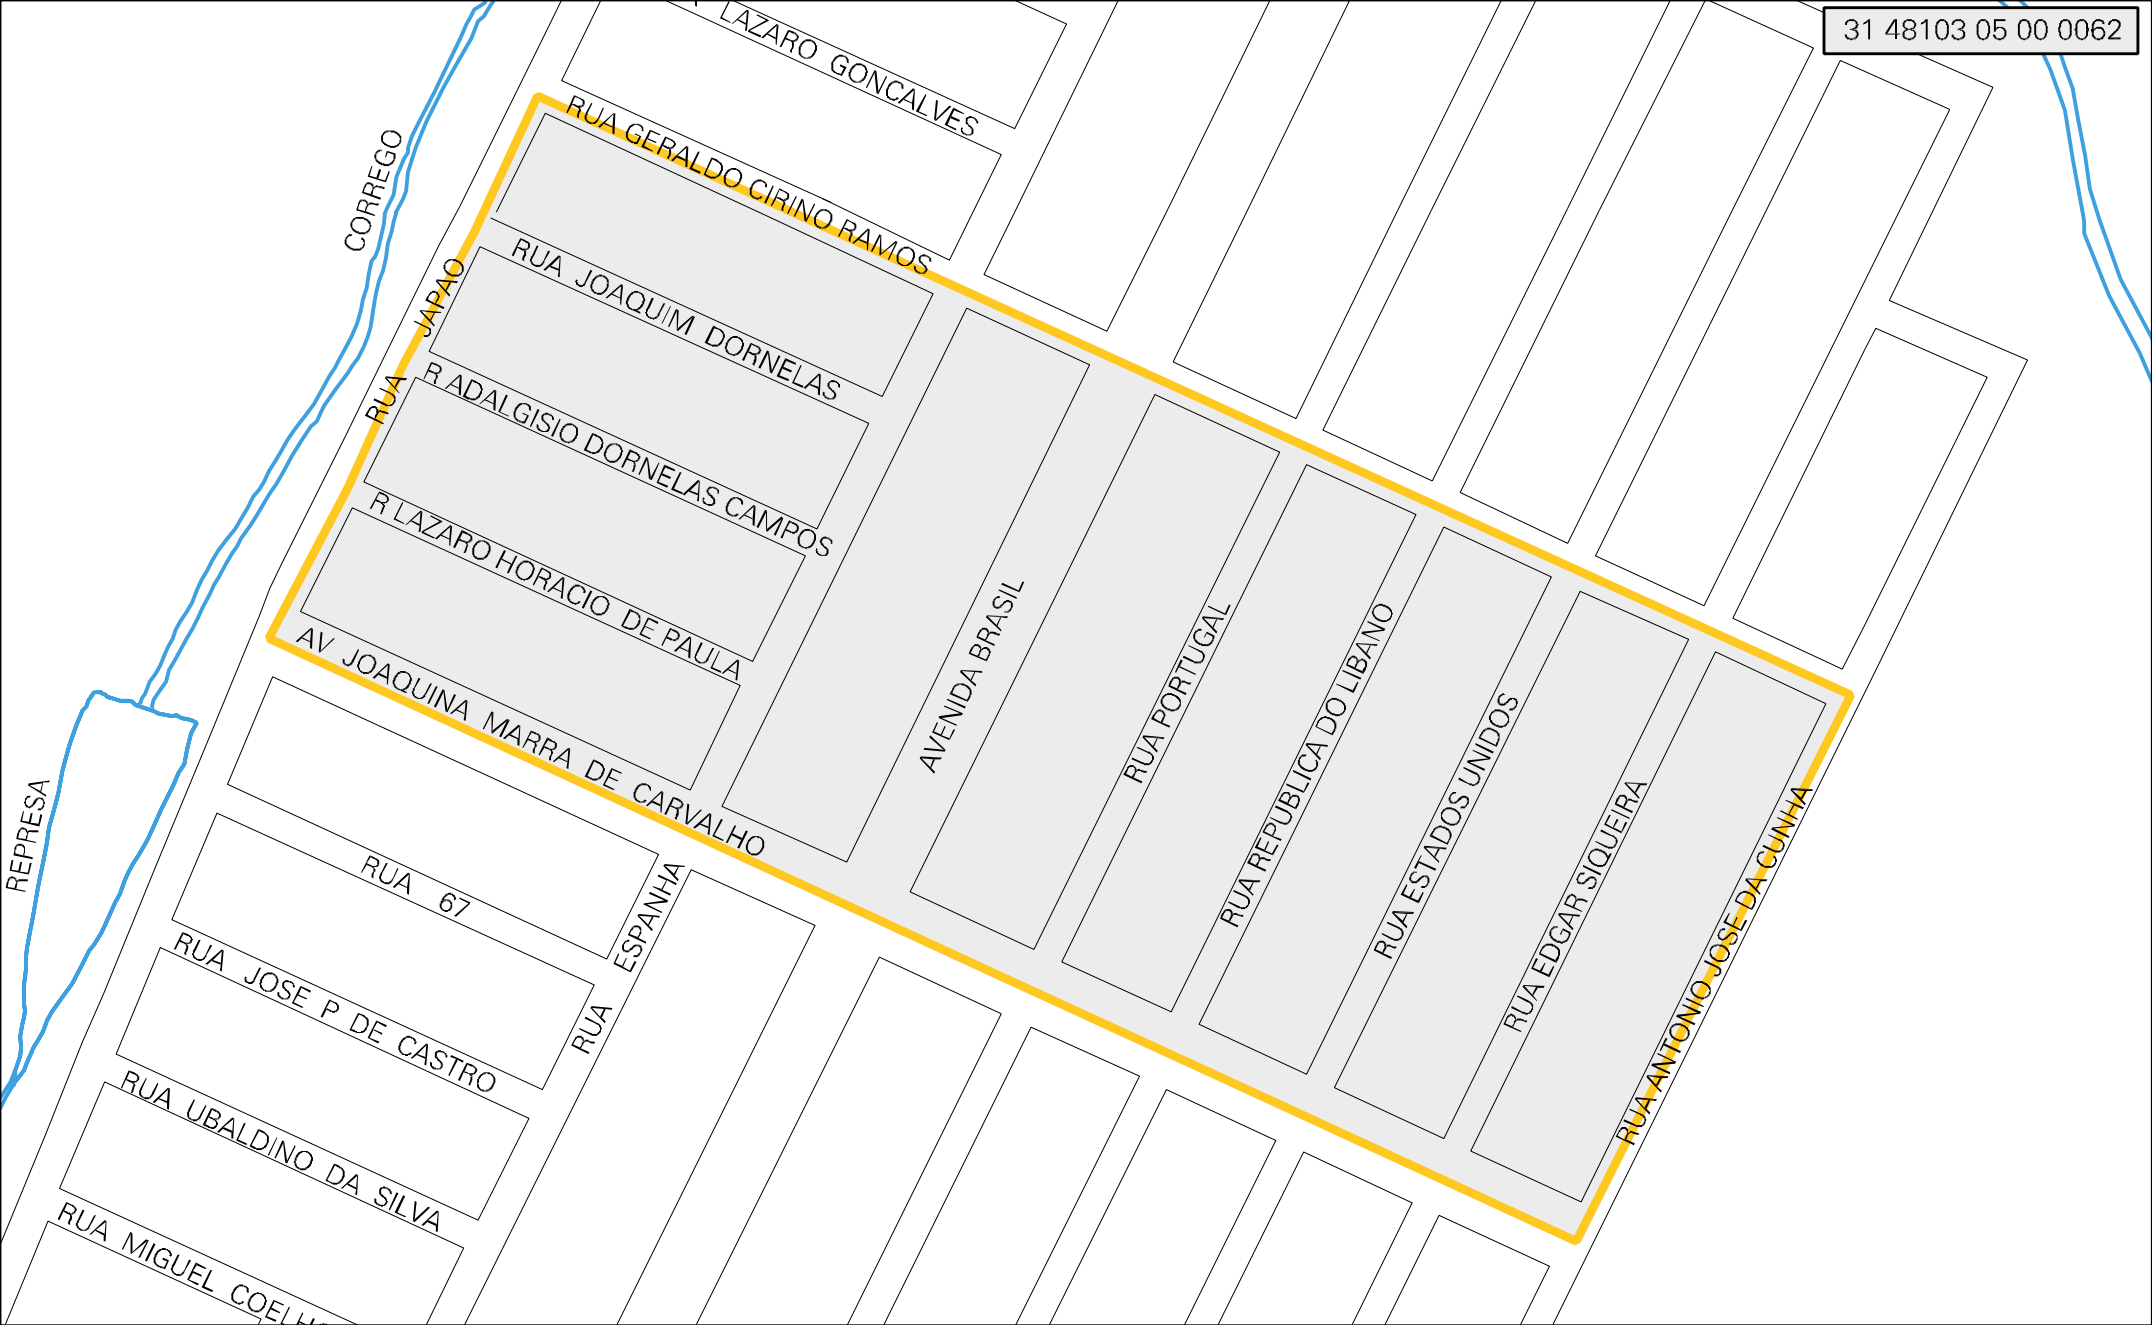 31 48103 05 00 0062
LAZARO GONCALVES
RUA GERALDO CIRINO RAMOS
CORREGO
RUA JAPAO
RUA JOAQUIM DORNELAS
R ADALGISIO DORNELAS CAMPOS
R LAZARO HORACIO DE PAULA
AV JOAQUINA MARRA DE CARVALHO
AVENIDA BRASIL
RUA PORTUGAL
RUA REPUBLICA DO LIBANO
RUA ESTADOS UNIDOS
RUA EDGAR SIQUEIRA
RUA ANTONIO JOSE DA CUNHA
REPRESA
RUA 67
RUA ESPANHA
RUA JOSE P DE CASTRO
RUA UBALDINO DA SILVA
RUA MIGUEL